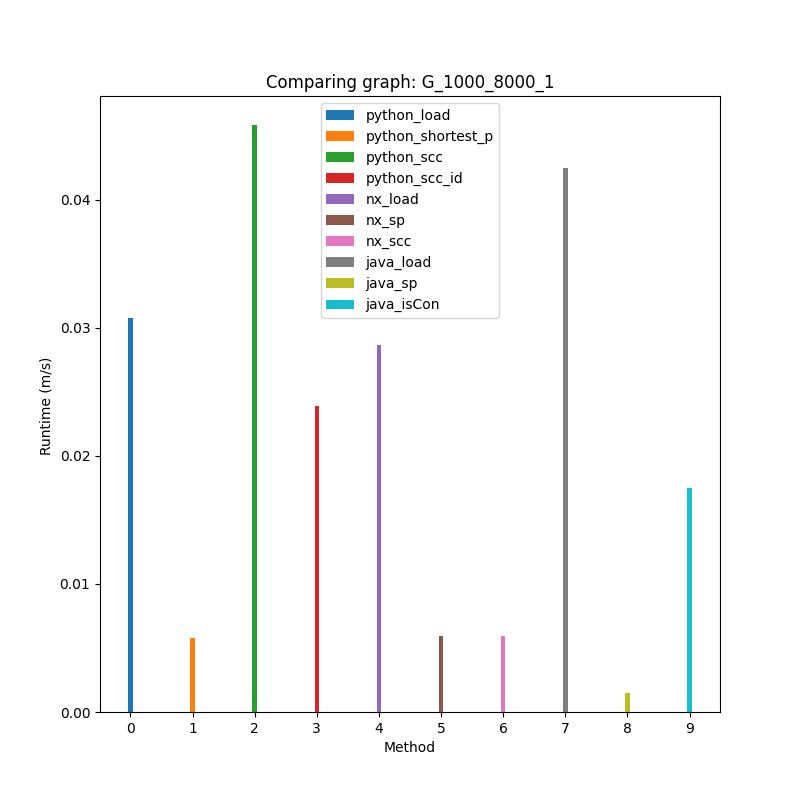 Comparing graph: G_1000_8000_1
python_load
python_shortest_p
python_scc
python_scc_id
nx_load
nx_sp
nx_scc
java_load
java_sp
java_isCon
Runtime (m/s)
0.04
0.03
0.02
0.01
0.00
0 1 2 3 4 5 6 7 8 9
Method